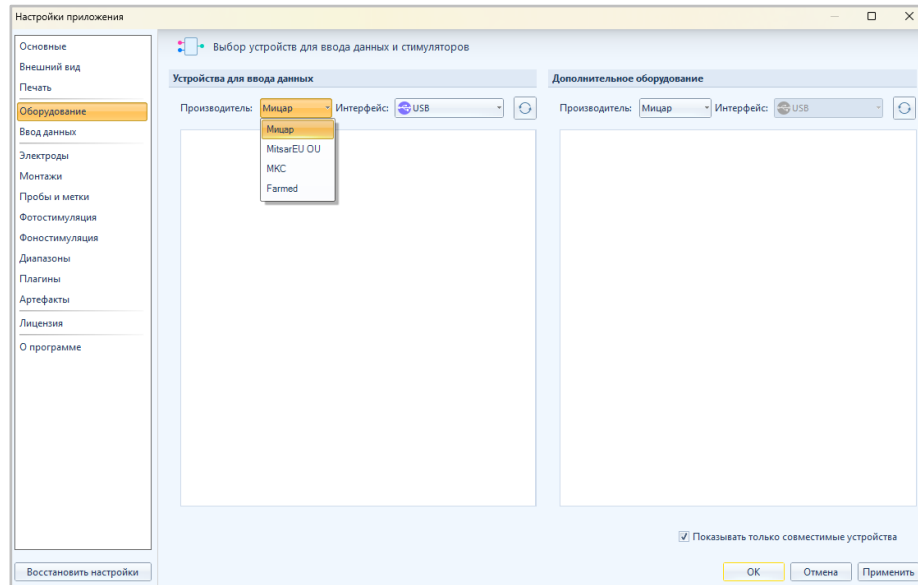 Настройки приложения
Основные
Внешний вид
Печать
Оборудование
Ввод данных
Электроды
Монтажи
Пробы и метки
Фотостимуляция
Фоностимуляция
Диапазоны
Плагины
Артефакты
Лицензия
О программе
Восстановить настройки
Выбор устройств для ввода данных и стимуляторов
Устройства для ввода данных
Производитель: Мицар Интерфейс: USB
Мицар
MitsarEU OU
МКС
Farmed
Дополнительное оборудование
Производитель: Мицар Интерфейс: USB
Показывать только совместимые устройства
OK Отмена Применить